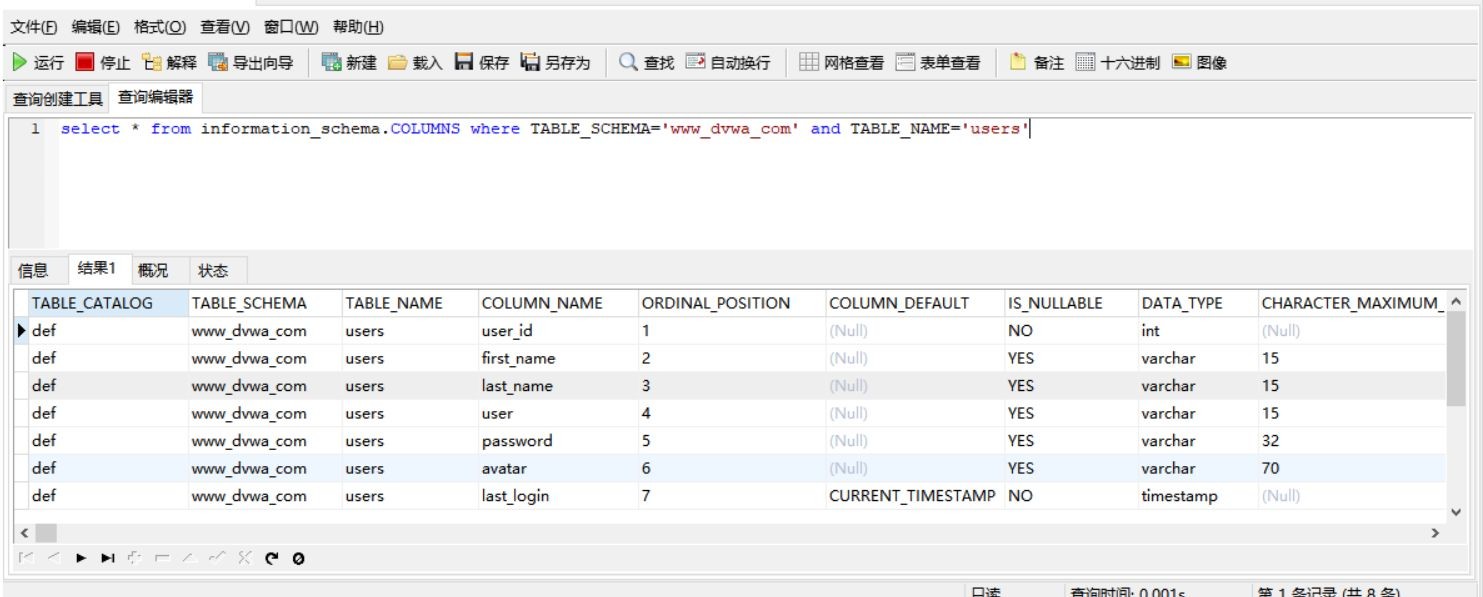 文件(F) 编辑(E) 格式(O) 查看(V) 窗口(W) 帮助(H)
运行 停止 解释 导出向导 新建 载入 保存 另存为 查找 自动换行 网格查看 表单查看 备注 十六进制 图像
查询创建工具 查询编辑器
1 select * from information_schema.COLUMNS where TABLE_SCHEMA='www_dvwa_com' and TABLE_NAME='users'
信息 结果1 概况 状态
TABLE_CATALOG TABLE_SCHEMA TABLE_NAME COLUMN_NAME ORDINAL_POSITION COLUMN_DEFAULT IS_NULLABLE DATA_TYPE CHARACTER_MAXIMUM_
def www_dvwa_com users user_id 1 (Null) NO int (Null)
def www_dvwa_com users first_name 2 (Null) YES varchar 15
def www_dvwa_com users last_name 3 (Null) YES varchar 15
def www_dvwa_com users user 4 (Null) YES varchar 15
def www_dvwa_com users password 5 (Null) YES varchar 32
def www_dvwa_com users avatar 6 (Null) YES varchar 70
def www_dvwa_com users last_login 7 CURRENT_TIMESTAMP NO timestamp (Null)
只读 查询时间: 0.001s 第 1 条记录 (共 8 条)